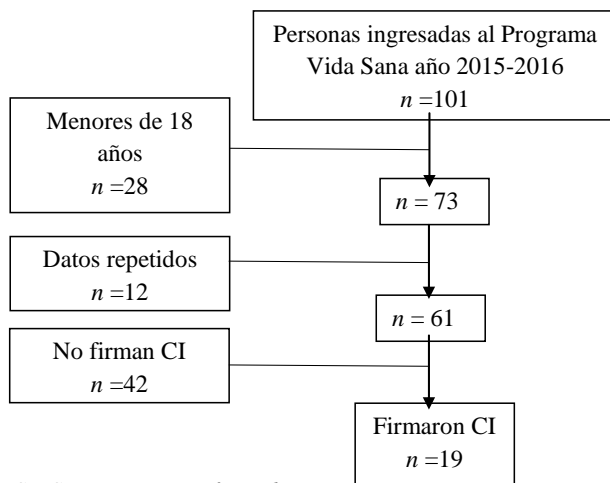 Personas ingresadas al Programa
Vida Sana año 2015-2016
n =101
Menores de 18
años
n =28
n = 73
Datos repetidos
n =12
n = 61
No firman CI
n =42
Firmaron CI
n =19